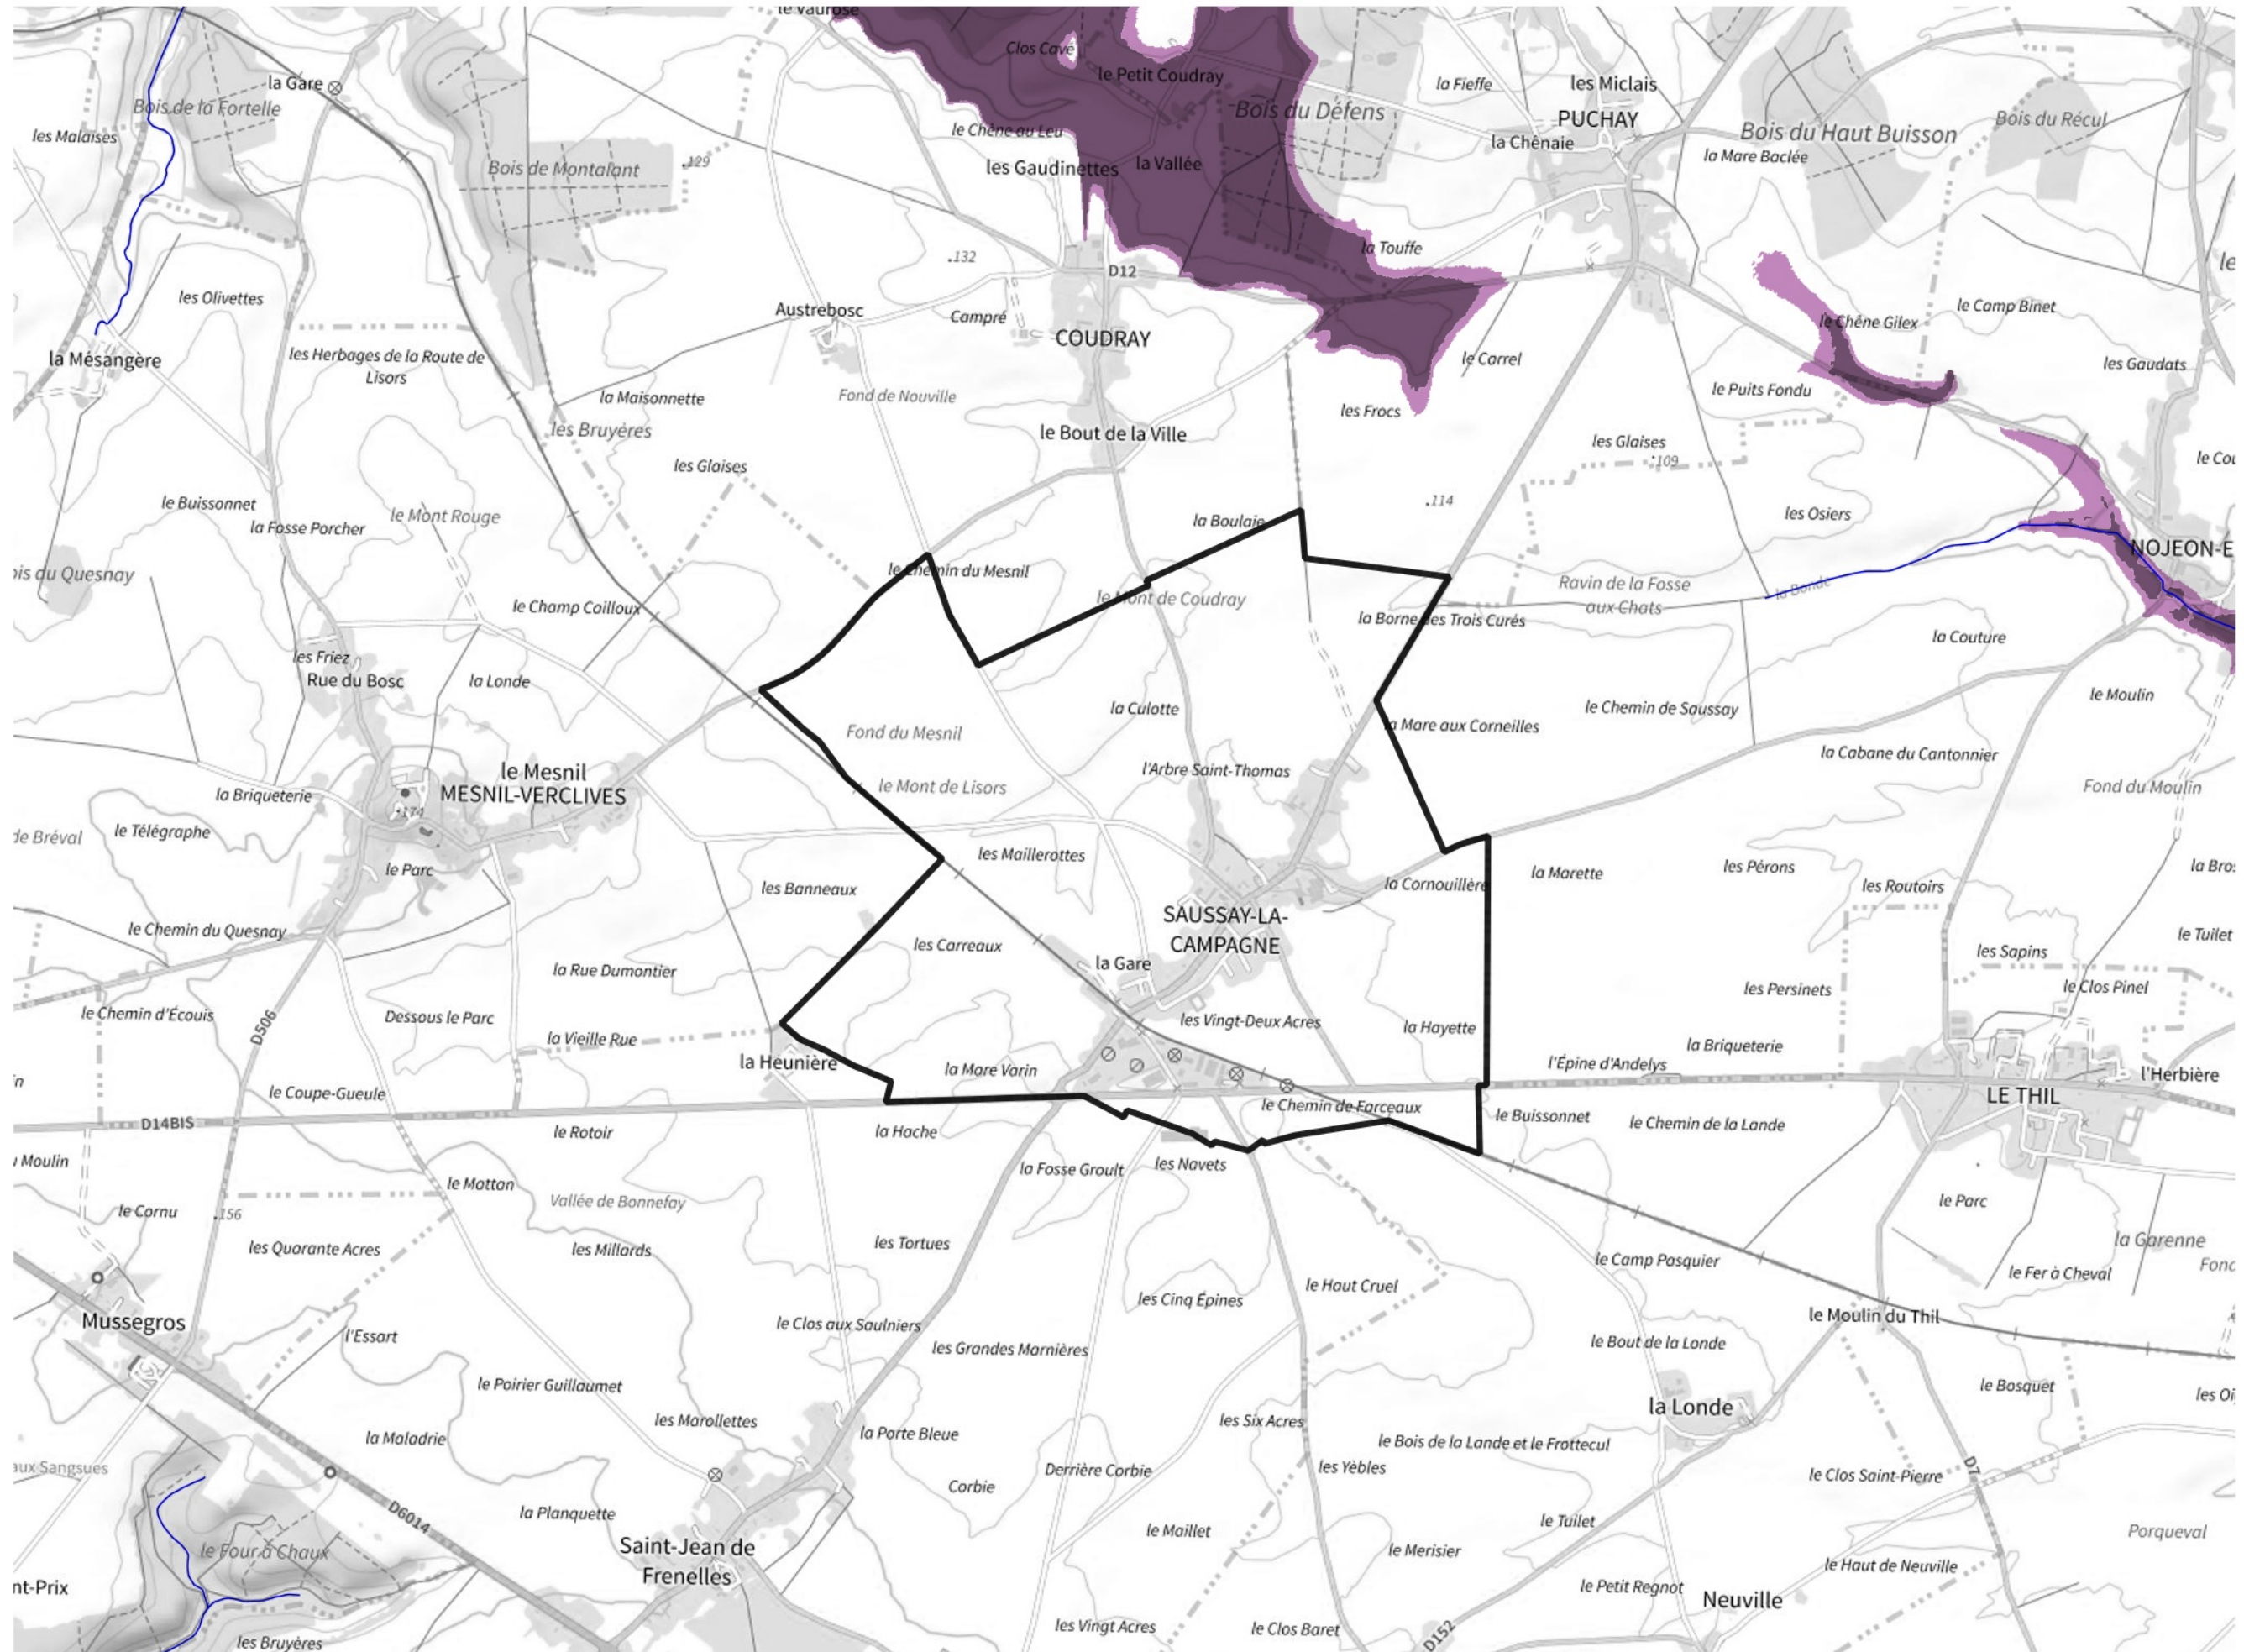 le Vaurose
Clos Cavé
le Petit Coudray
la Gare
Bois de la Fortelle
les Malaises
Bois du Défens
la Fieffe
les Miclais
PUCHAY
la Chênaie
Bois du Haut Buisson
Bois du Récul
la Mare Baclée
le Chêne au Leu
les Gaudinettes
la Vallée
Bois de Montalant
.129
la Touffe
.132
D12
les Olivettes
Austrebosc
Campré
COUDRAY
le Chêne Gilex
le Camp Binet
la Mésangère
les Herbages de la Route de
Lisors
le Carrel
les Gaudats
la Maisonnette
Fond de Nouville
les Frocs
le Puits Fondu
les Bruyères
le Bout de la Ville
les Glaises
.109
les Glaises
le Buissonnet
la Fosse Porcher
le Mont Rouge
la Boulaie
.114
les Osiers
NOJEON-E
ois du Quesnay
le Chemin du Mesnil
le Mont de Coudray
Ravin de la Fosse
aux Chats
la Bonde
le Champ Cailloux
la Borne des Trois Curés
la Couture
les Friez
Rue du Bosc
la Londe
la Culotte
le Chemin de Saussay
le Moulin
Fond du Mesnil
la Mare aux Corneilles
la Cabane du Cantonnier
le Mesnil
MESNIL-VERCLIVES
l'Arbre Saint-Thomas
le Mont de Lisors
Fond du Moulin
la Briqueterie
.174
de Bréval
le Télégraphe
le Parc
les Maillerottes
les Banneaux
la Cornouillère
la Marette
les Pérons
les Routoirs
la Bros
SAUSSAY-LA-
CAMPAGNE
le Chemin du Quesnay
les Carreaux
la Gare
les Sapins
le Tuilet
la Rue Dumontier
les Persinets
le Clos Pinel
le Chemin d'Écouis
D506
Dessous le Parc
les Vingt-Deux Acres
la Hayette
la Vieille Rue
la Heunière
la Mare Varin
l'Épine d'Andelys
la Briqueterie
l'Herbière
le Coupe-Gueule
LE THIL
le Chemin de Farceaux
le Buissonnet
le Chemin de la Lande
D14BIS
le Rotoir
la Hache
u Moulin
la Fosse Groult
les Navets
le Mottan
Vallée de Bonnefay
le Parc
le Cornu
.156
les Quarante Acres
les Millards
les Tortues
la Garenne
Fond
le Camp Pasquier
le Fer à Cheval
le Haut Cruel
les Cinq Épines
Mussegros
l'Essart
le Clos aux Saulniers
les Grandes Marnières
le Moulin du Thil
le Bout de la Londe
le Poirier Guillaumet
le Bosquet
les Oi
les Marollettes
la Porte Bleue
les Six Acres
la Londe
la Maladrie
le Bois de la Lande et le Frottecul
aux Sangsues
Derrière Corbie
Corbie
les Yèbles
le Clos Saint-Pierre
D7
D6014
la Planquette
le Maillet
le Tuilet
Porqueval
Saint-Jean de
Frenelles
le Four à Chaux
le Merisier
le Haut de Neuville
nt-Prix
le Petit Regnot
Neuville
les Bruyères
les Vingt Acres
le Clos Baret
D152